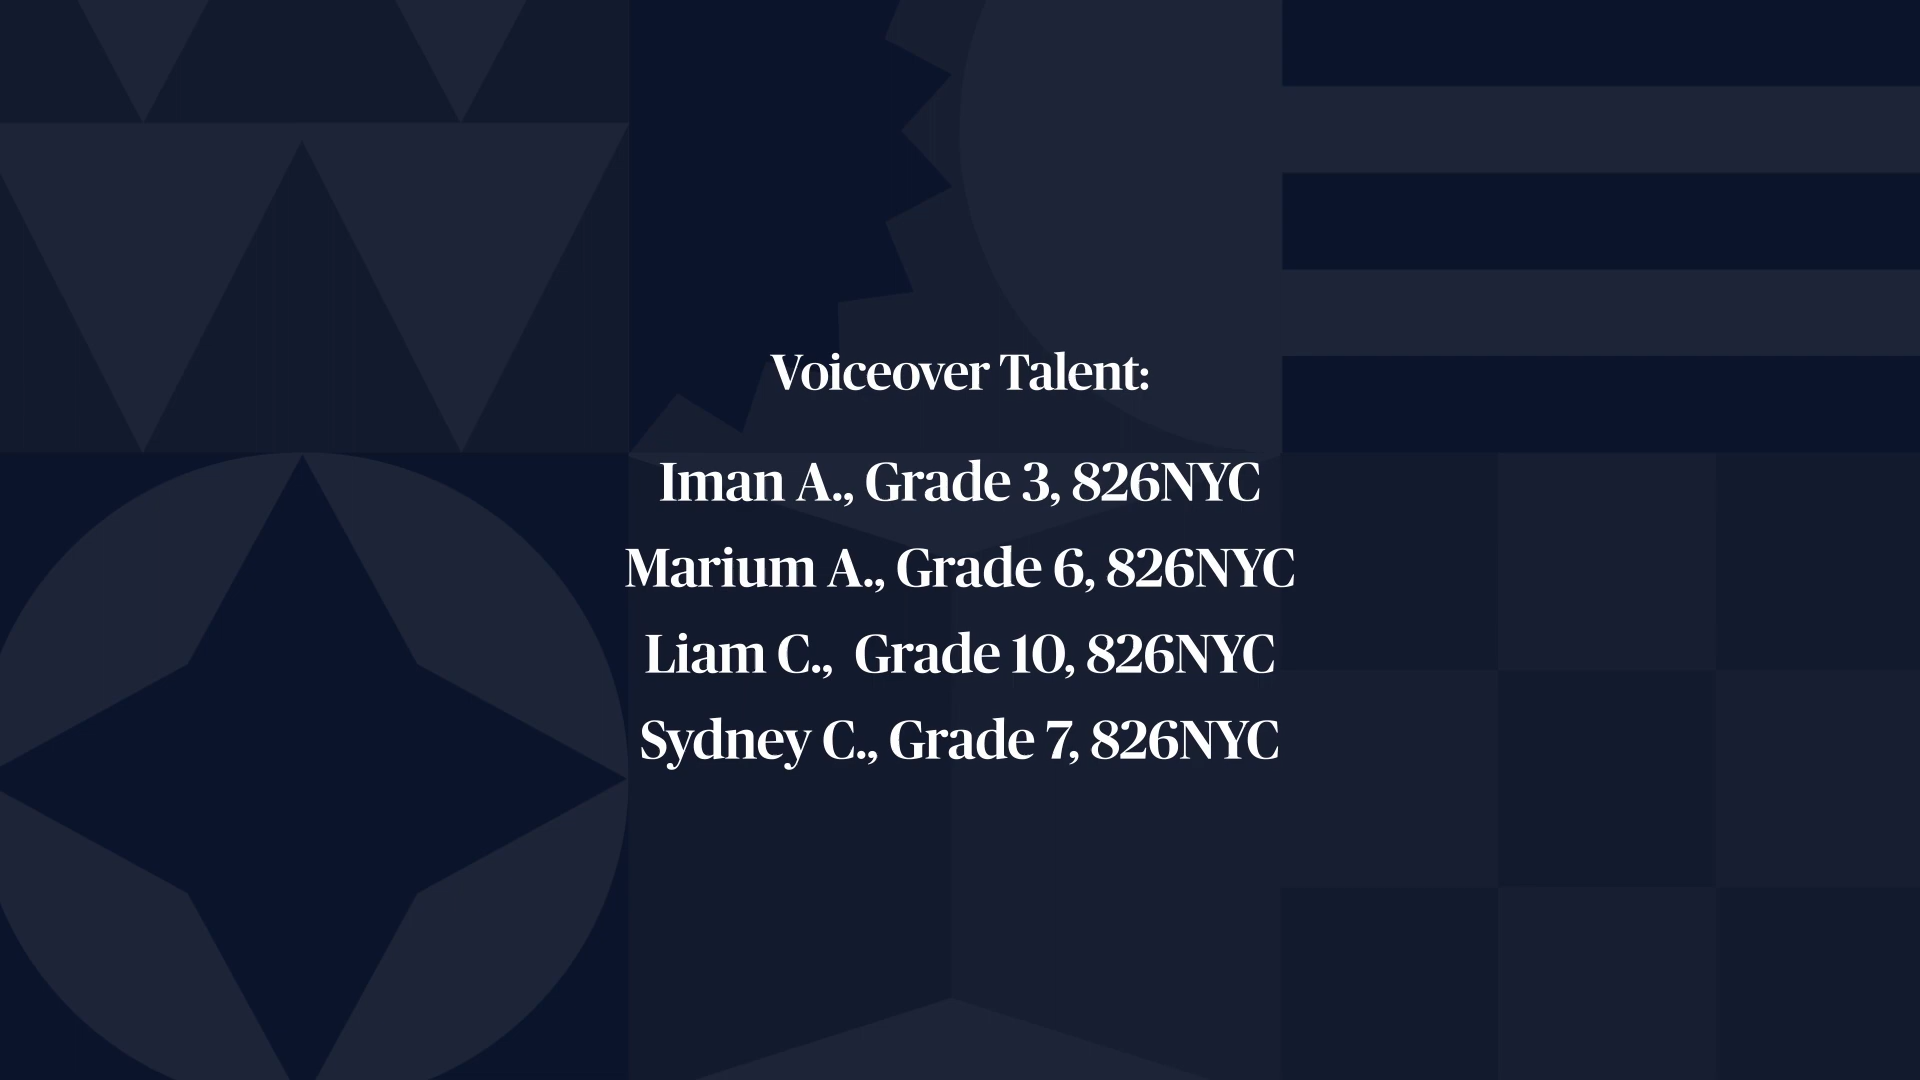 Voiceover Talent:
Iman A., Grade 3, 826NYC
Marium A., Grade 6, 826NYC
Liam C.,  Grade 10, 826NYC
Sydney C., Grade 7, 826NYC